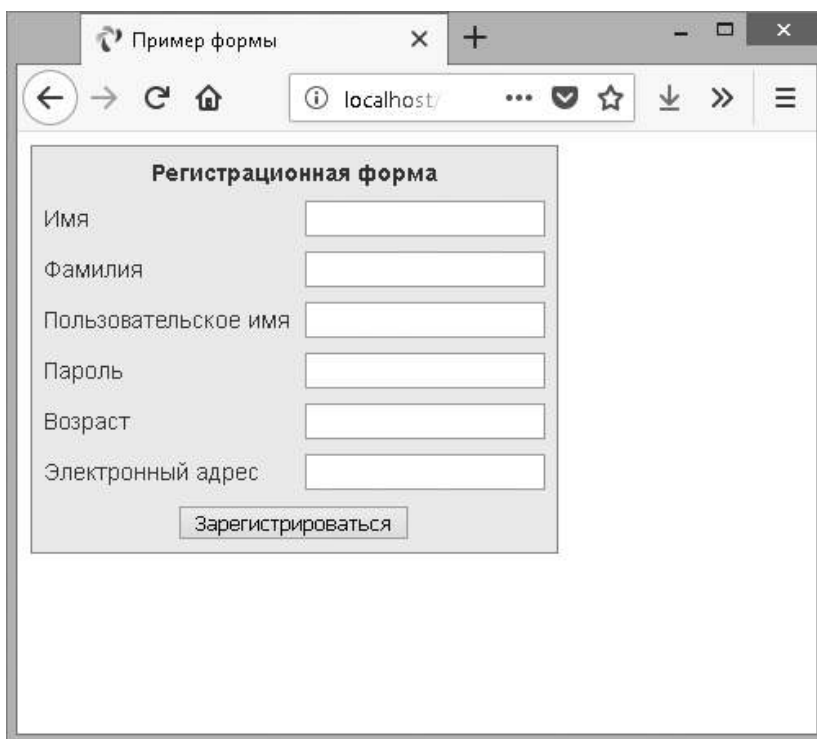 Пример формы
localhost/
Регистрационная форма
Имя
Фамилия
Пользовательское имя
Пароль
Возраст
Электронный адрес
Зарегистрироваться